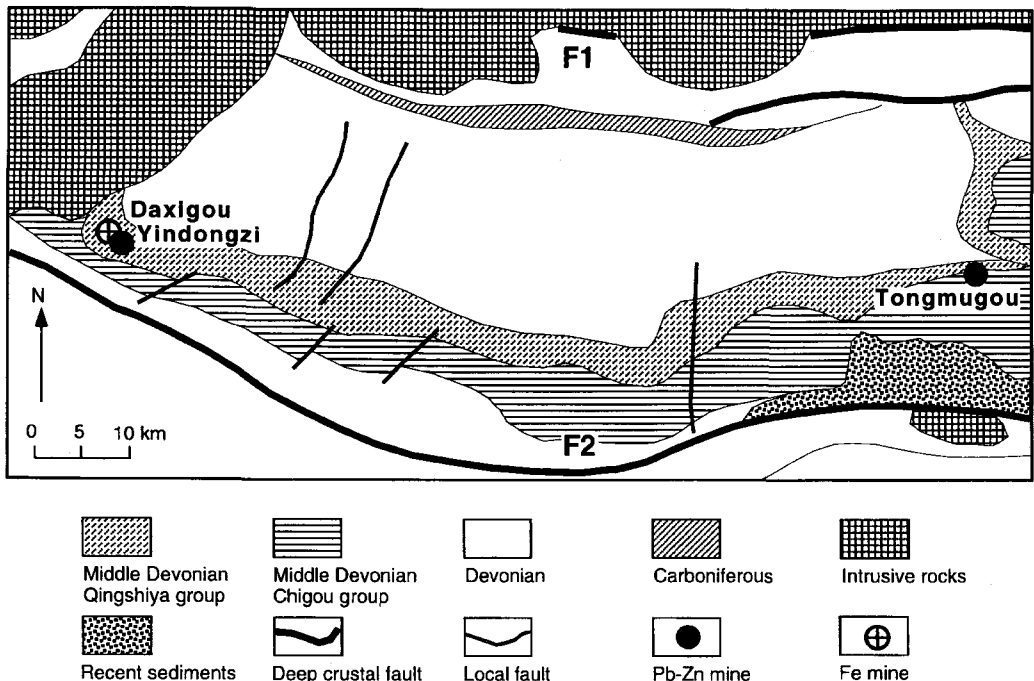 F1
Daxigou
Yindongzi
N
Tongmugou
0 5 10 km
F2
Middle Devonian
Qingshiya group
Middle Devonian
Chigou group
Devonian
Carboniferous
Intrusive rocks
Recent sediments
Deep crustal fault
Local fault
Pb-Zn mine
Fe mine